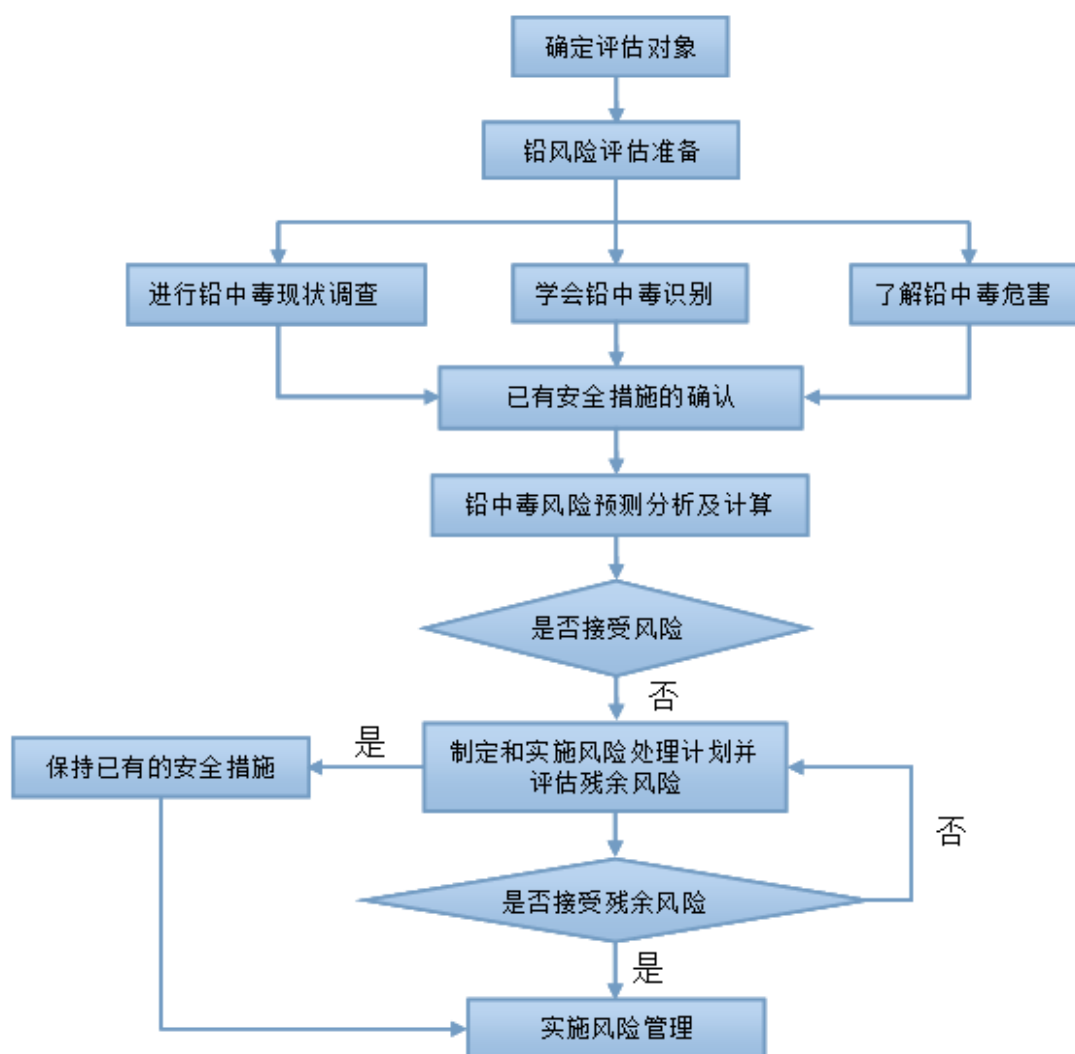 确定评估对象
铅风险评估准备
进行铅中毒现状调查
学会铅中毒识别
了解铅中毒危害
已有安全措施的确认
铅中毒风险预测分析及计算
是否接受风险
否
是
保持已有的安全措施
制定和实施风险处理计划并
评估残余风险
否
是否接受残余风险
是
实施风险管理